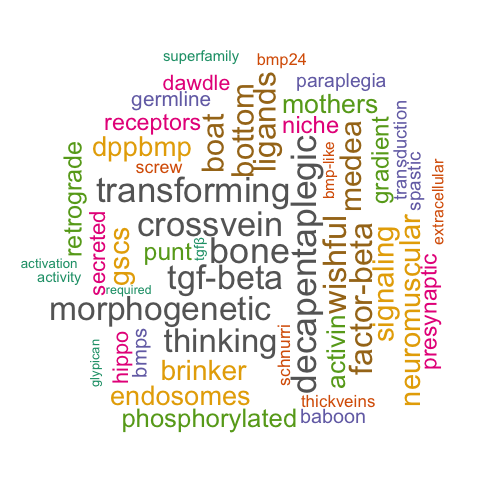 superfamily
bmp24
dawdle
paraplegia
germline
mothers
receptors
niche
dppbmp
boat
bottom
ligands
screw
bmp-like
medea
gradient
transduction
spastic
extracellular
retrograde
transforming
decapentaplegic
crossvein
secreted
gscs
punt
tgfβ
bone
wishful
factor-beta
signaling
neuromuscular
presynaptic
activation
activity
required
tgf-beta
morphogenetic
thinking
glypican
hippo
bmps
brinker
schnurri
activin
endosomes
thickveins
phosphorylated
baboon